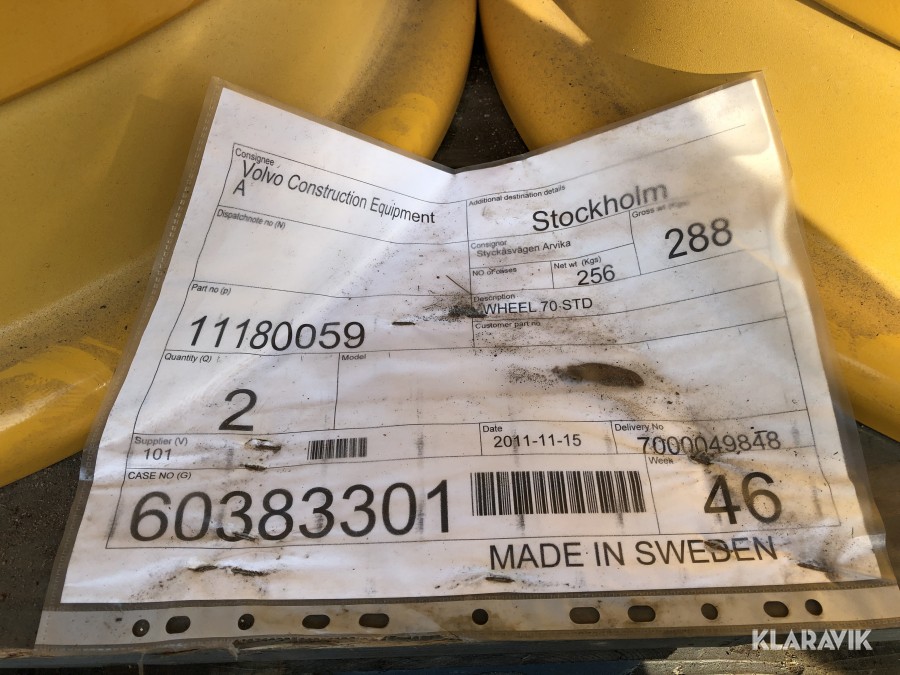 Consignee
Volvo Construction Equipment
A
Additional destination details
Stockholm
Dispatchnote no (N)
Consignor
Styckåsvägen Arvika
Gross
288
NO of cases
Net wt (Kgs)
256
Part no (p)
11180059
Description
WHEEL 70 STD
Customer part no
Quantity (Q)
2
Model
Supplier (V)
101
Date
2011-11-15
Delivery No
7000049848
CASE NO (G)
60383301
Week
46
MADE IN SWEDEN
KLARAVIK